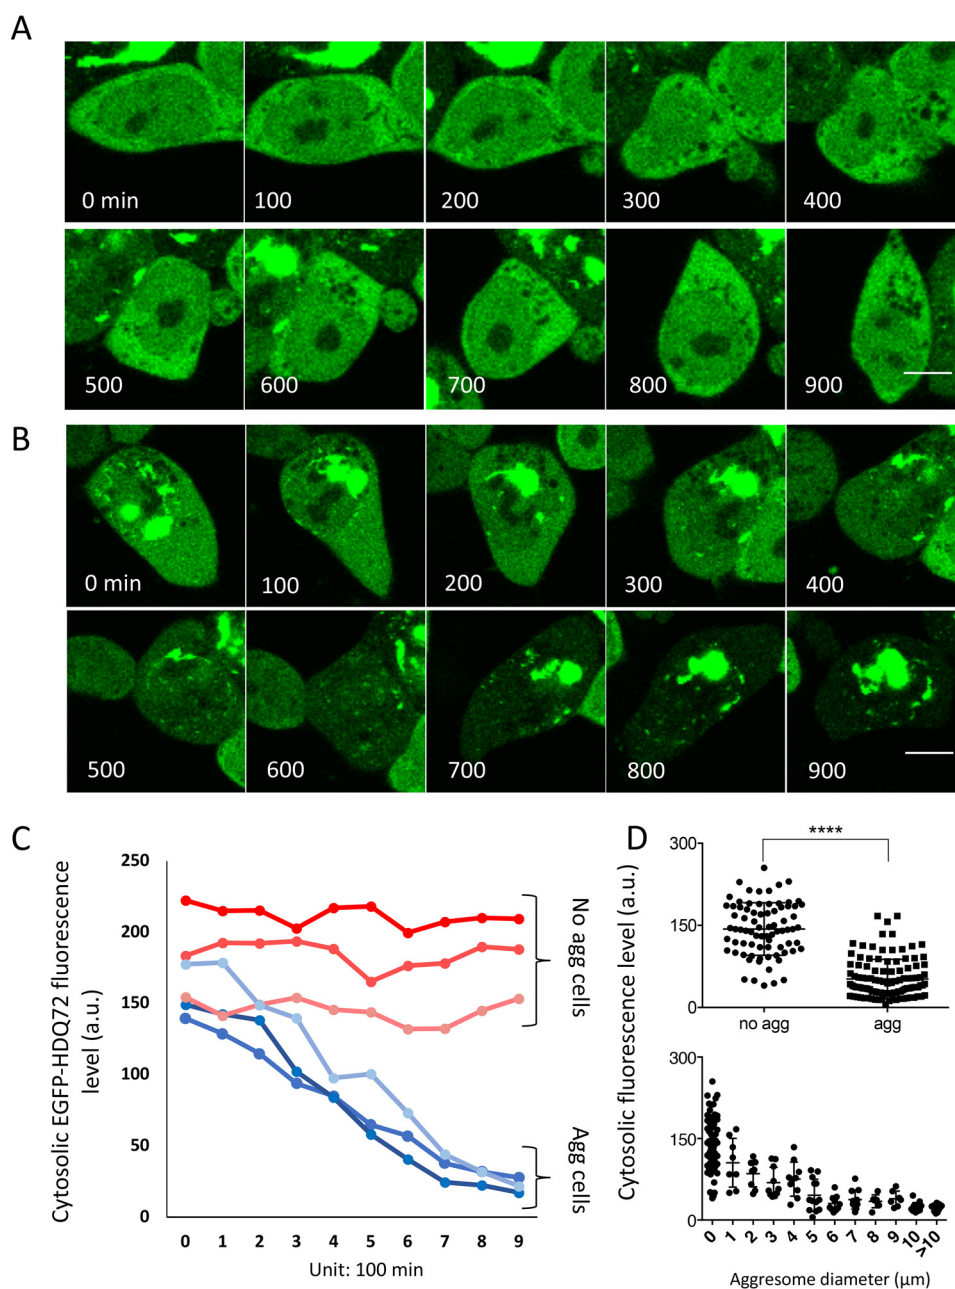 A
0 min
100
200
300
400
500
600
700
800
900
B
0 min
100
200
300
400
500
600
700
800
900
C
Cytosolic EGFP-HDQ72 fluorescence
level (a.u.)
250
200
150
100
50
0
0 1 2 3 4 5 6 7 8 9
Unit: 100 min
No agg cells
Agg cells
D
Cytosolic fluorescence level (a.u.)
300
150
0
****
no agg agg
300
150
0
0 1 2 3 4 5 6 7 8 9 10 >10
Aggresome diameter (µm)